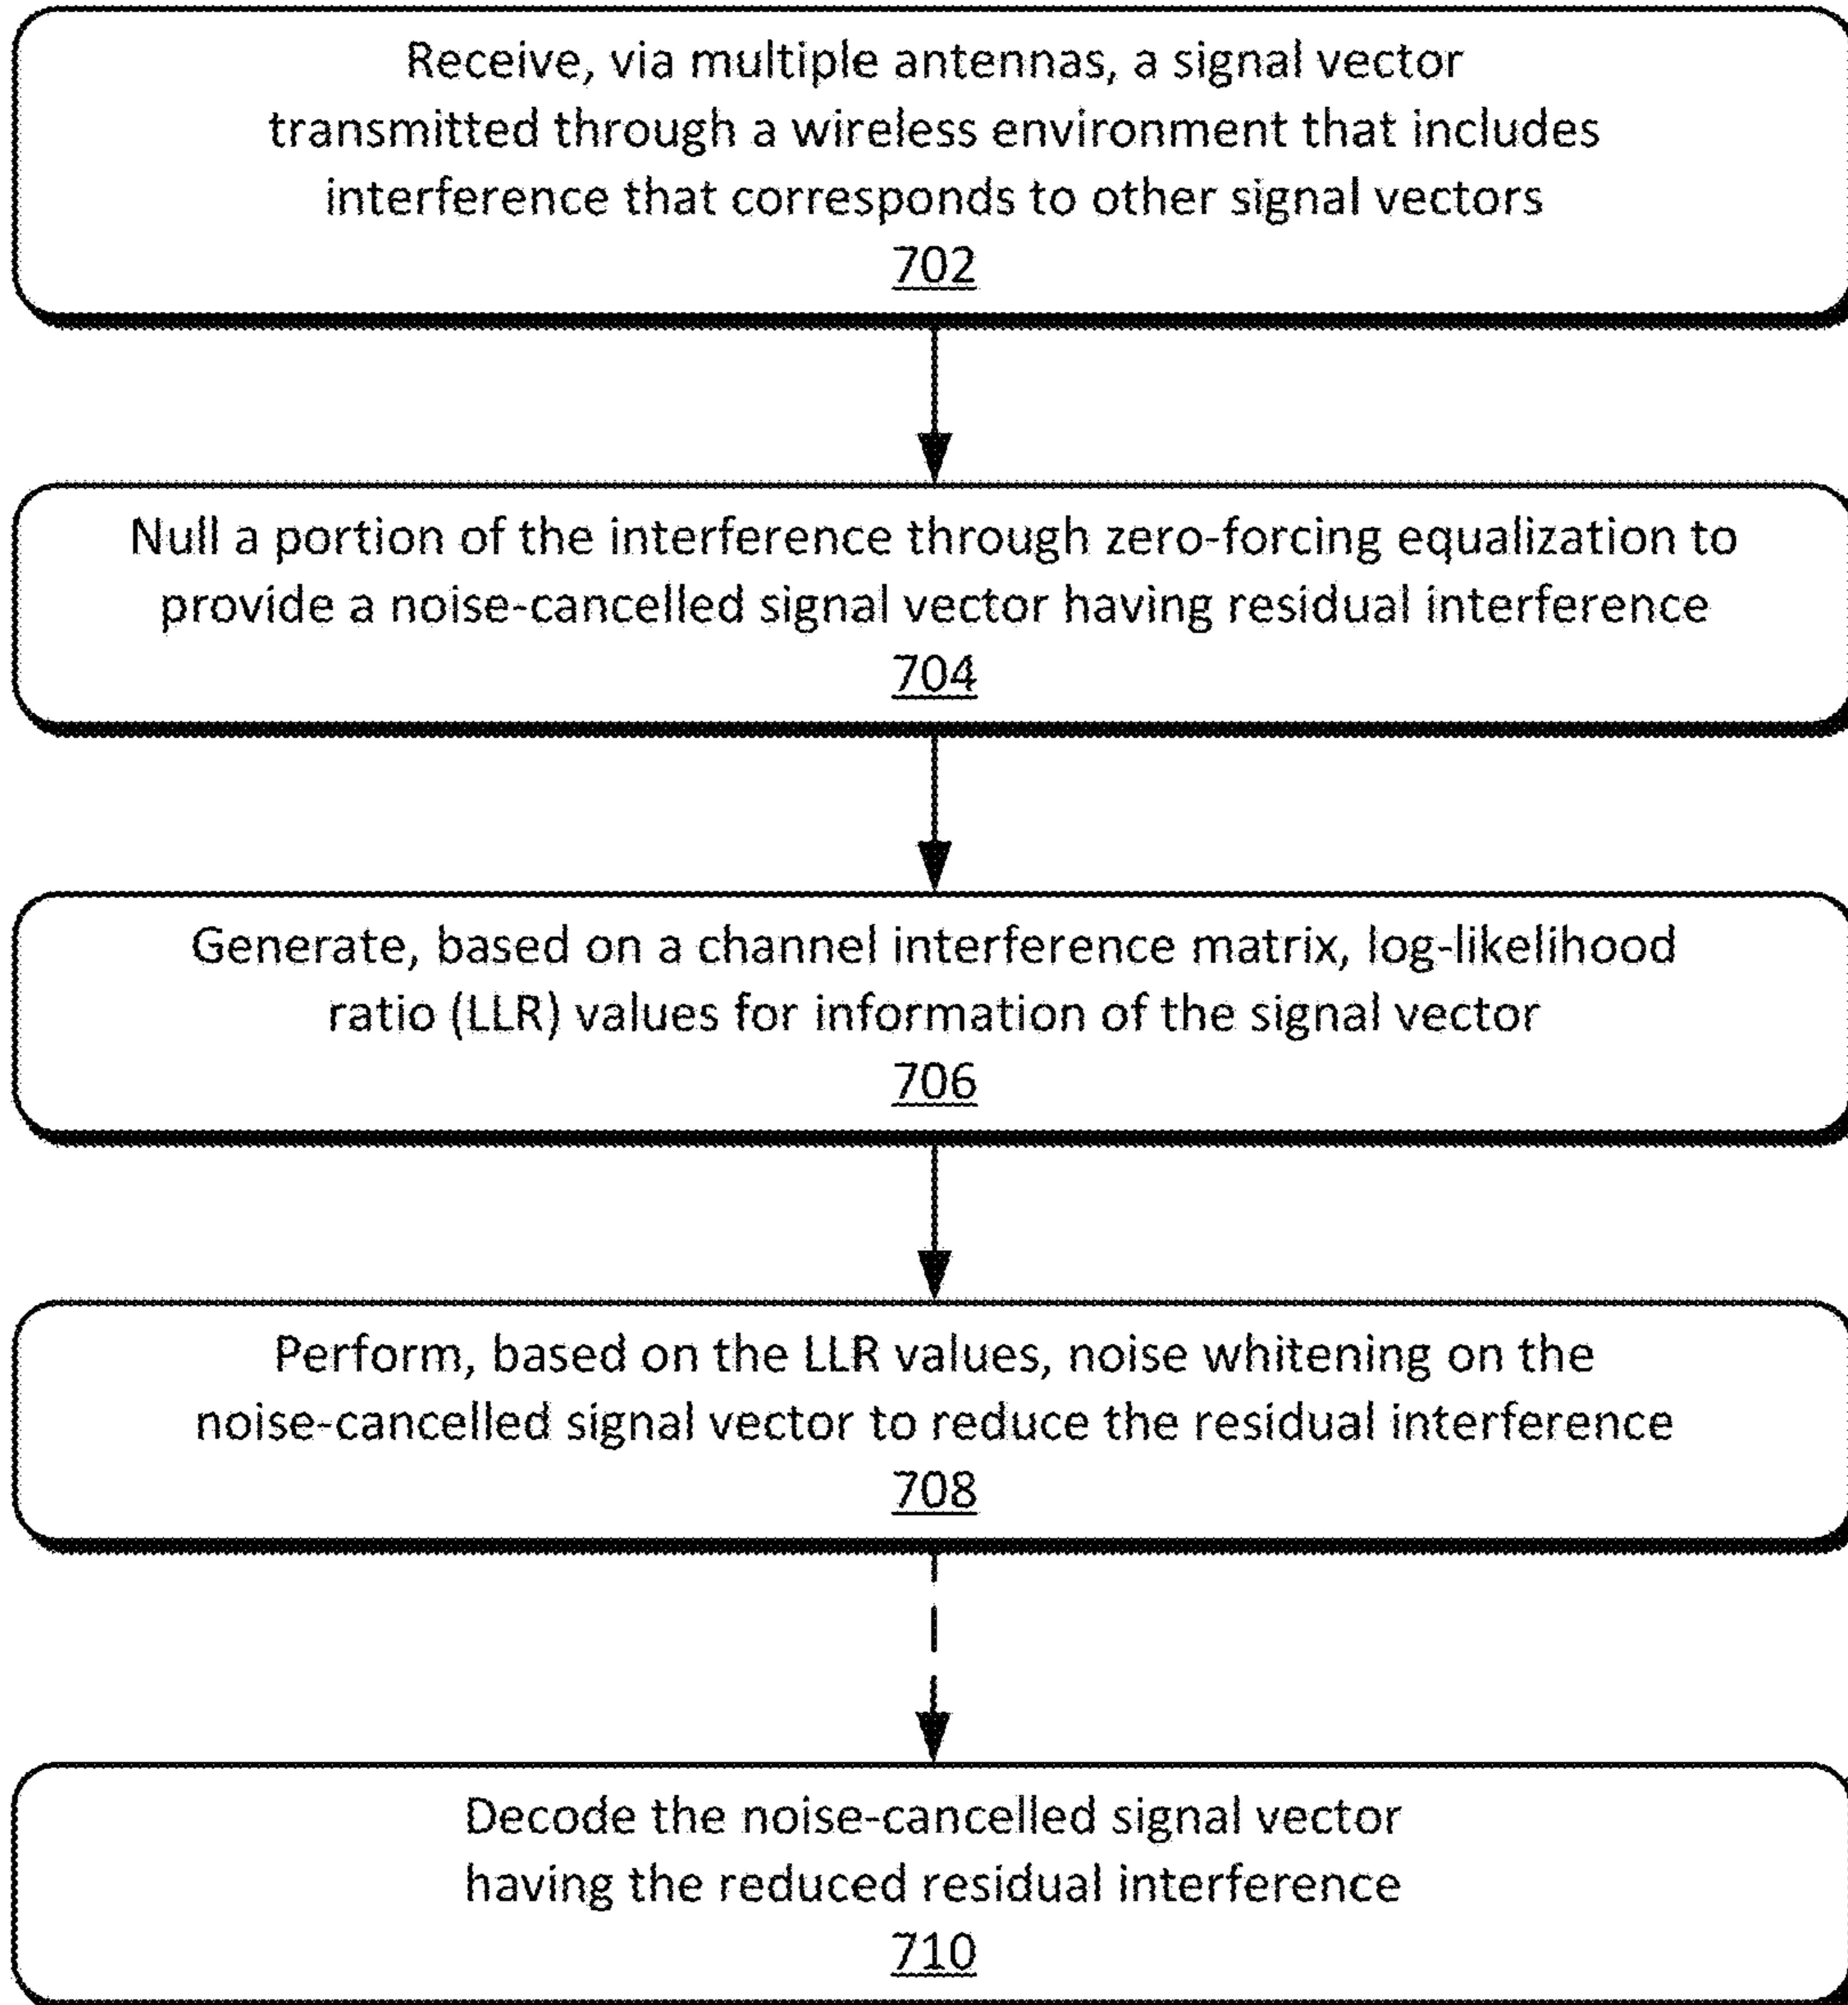 Receive, via multiple antennas, a signal vector
transmitted through a wireless environment that includes
interference that corresponds to other signal vectors
702
Null a portion of the interference through zero-forcing equalization to
provide a noise-cancelled signal vector having residual interference
704
Generate, based on a channel interference matrix, log-likelihood
ratio (LLR) values for information of the signal vector
706
Perform, based on the LLR values, noise whitening on the
noise-cancelled signal vector to reduce the residual interference
708
Decode the noise-cancelled signal vector
having the reduced residual interference
710